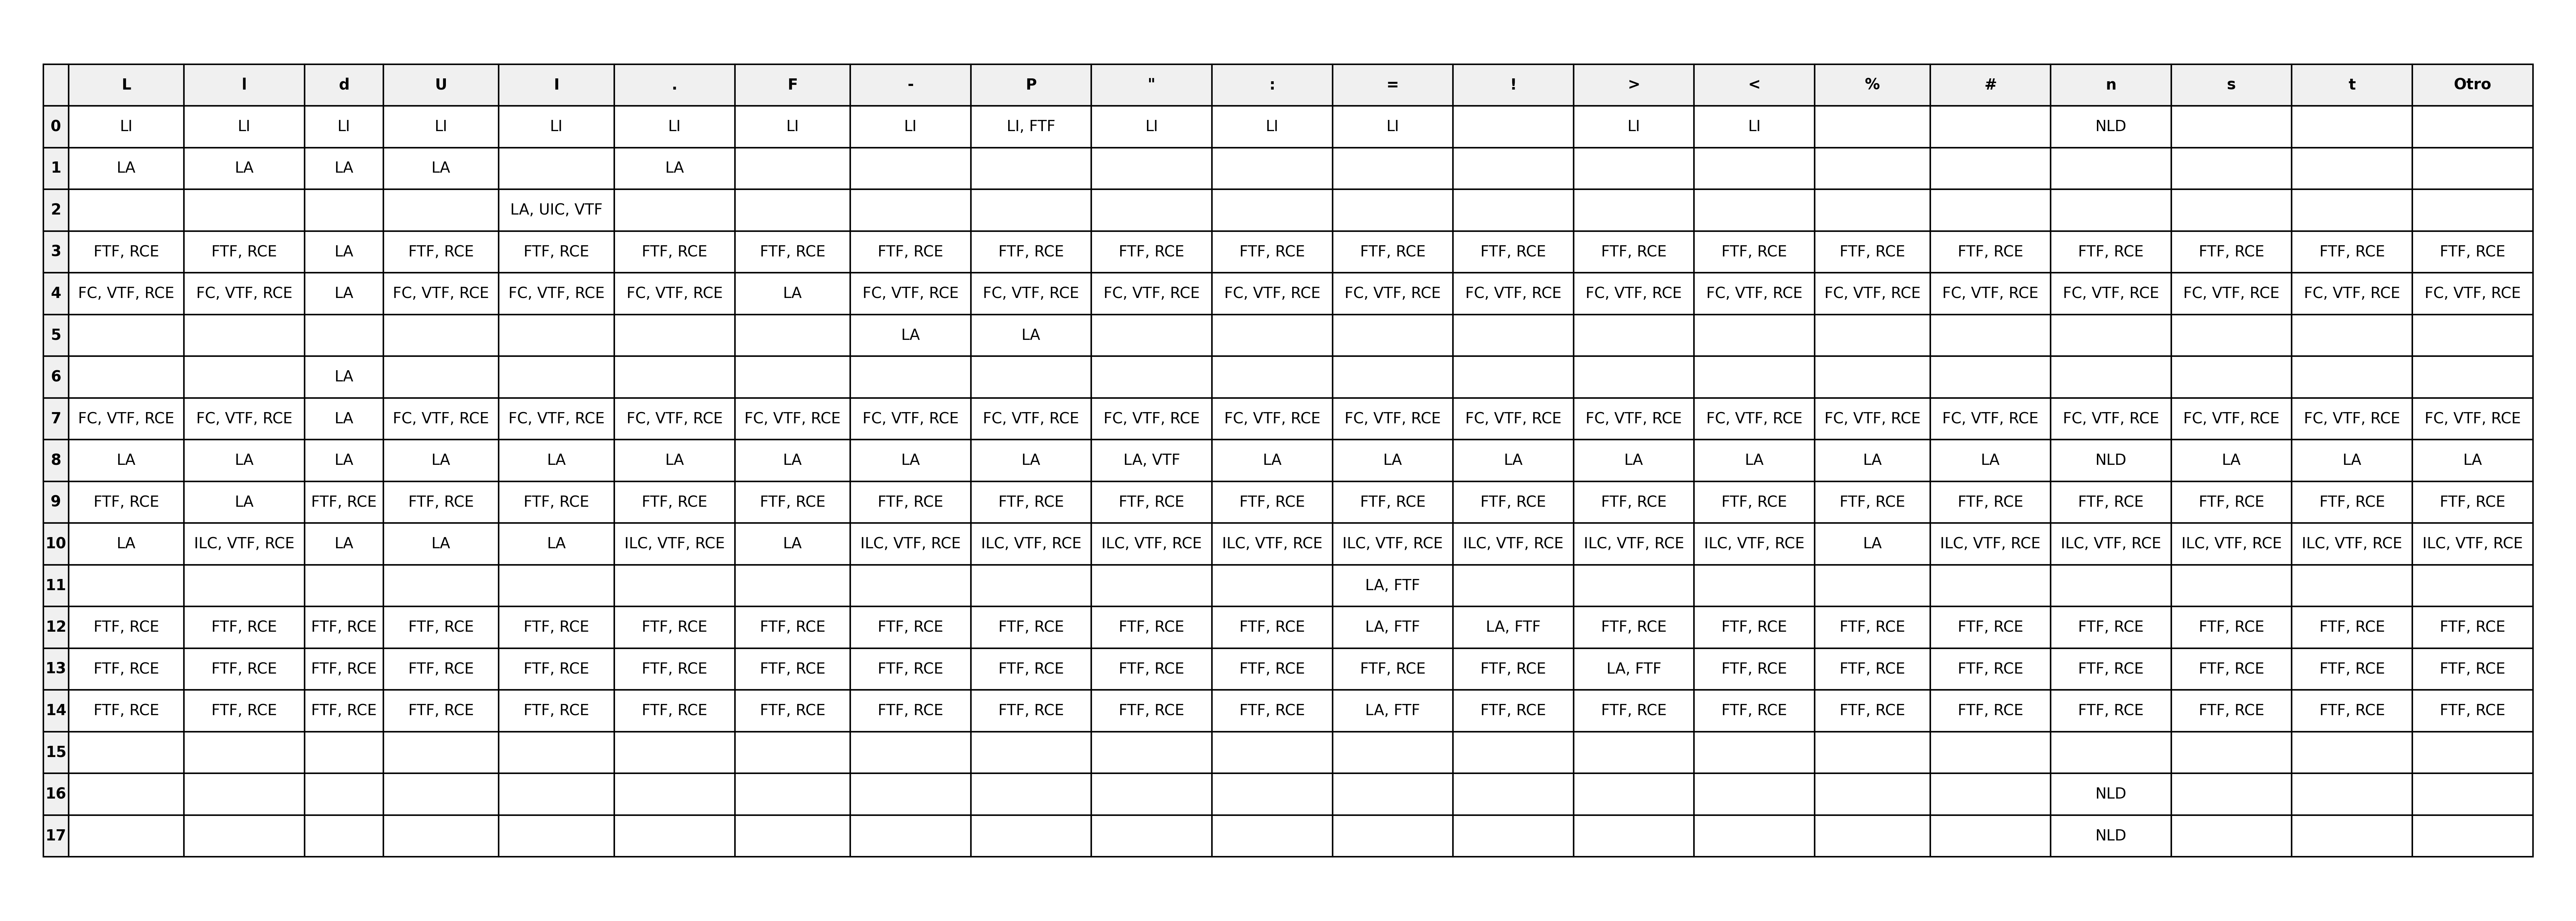 L l d U I . F - P " : = ! > < % # n s t Otro
0 LI LI LI LI LI LI LI LI LI, FTF LI LI LI LI LI NLD
1 LA LA LA LA LA
2 LA, UIC, VTF
3 FTF, RCE FTF, RCE LA FTF, RCE FTF, RCE FTF, RCE FTF, RCE FTF, RCE FTF, RCE FTF, RCE FTF, RCE FTF, RCE FTF, RCE FTF, RCE FTF, RCE FTF, RCE FTF, RCE FTF, RCE FTF, RCE FTF, RCE FTF, RCE
4 FC, VTF, RCE FC, VTF, RCE LA FC, VTF, RCE FC, VTF, RCE FC, VTF, RCE LA FC, VTF, RCE FC, VTF, RCE FC, VTF, RCE FC, VTF, RCE FC, VTF, RCE FC, VTF, RCE FC, VTF, RCE FC, VTF, RCE FC, VTF, RCE FC, VTF, RCE FC, VTF, RCE FC, VTF, RCE FC, VTF, RCE FC, VTF, RCE
5 LA LA
6 LA
7 FC, VTF, RCE FC, VTF, RCE LA FC, VTF, RCE FC, VTF, RCE FC, VTF, RCE FC, VTF, RCE FC, VTF, RCE FC, VTF, RCE FC, VTF, RCE FC, VTF, RCE FC, VTF, RCE FC, VTF, RCE FC, VTF, RCE FC, VTF, RCE FC, VTF, RCE FC, VTF, RCE FC, VTF, RCE FC, VTF, RCE FC, VTF, RCE FC, VTF, RCE
8 LA LA LA LA LA LA LA LA LA LA, VTF LA LA LA LA LA LA LA NLD LA LA LA
9 FTF, RCE LA FTF, RCE FTF, RCE FTF, RCE FTF, RCE FTF, RCE FTF, RCE FTF, RCE FTF, RCE FTF, RCE FTF, RCE FTF, RCE FTF, RCE FTF, RCE FTF, RCE FTF, RCE FTF, RCE FTF, RCE FTF, RCE FTF, RCE
10 LA ILC, VTF, RCE LA LA LA ILC, VTF, RCE LA ILC, VTF, RCE ILC, VTF, RCE ILC, VTF, RCE ILC, VTF, RCE ILC, VTF, RCE ILC, VTF, RCE ILC, VTF, RCE ILC, VTF, RCE LA ILC, VTF, RCE ILC, VTF, RCE ILC, VTF, RCE ILC, VTF, RCE ILC, VTF, RCE
11 LA, FTF
12 FTF, RCE FTF, RCE FTF, RCE FTF, RCE FTF, RCE FTF, RCE FTF, RCE FTF, RCE FTF, RCE FTF, RCE FTF, RCE LA, FTF LA, FTF FTF, RCE FTF, RCE FTF, RCE FTF, RCE FTF, RCE FTF, RCE FTF, RCE FTF, RCE
13 FTF, RCE FTF, RCE FTF, RCE FTF, RCE FTF, RCE FTF, RCE FTF, RCE FTF, RCE FTF, RCE FTF, RCE FTF, RCE FTF, RCE FTF, RCE LA, FTF FTF, RCE FTF, RCE FTF, RCE FTF, RCE FTF, RCE FTF, RCE FTF, RCE
14 FTF, RCE FTF, RCE FTF, RCE FTF, RCE FTF, RCE FTF, RCE FTF, RCE FTF, RCE FTF, RCE FTF, RCE FTF, RCE LA, FTF FTF, RCE FTF, RCE FTF, RCE FTF, RCE FTF, RCE FTF, RCE FTF, RCE FTF, RCE FTF, RCE
15
16 NLD
17 NLD